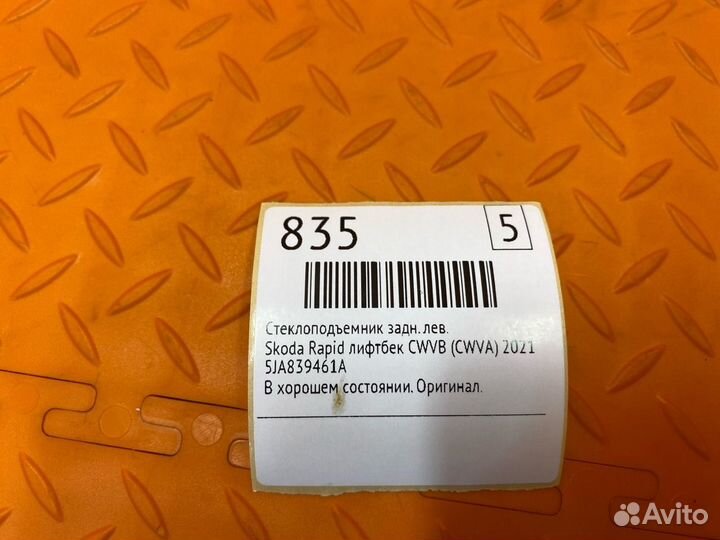 835
5
Стеклоподъемник задн. лев.
Skoda Rapid лифтбек CWVB (CWVA) 2021
5JA839461A
В хорошем состоянии. Оригинал.
Avito